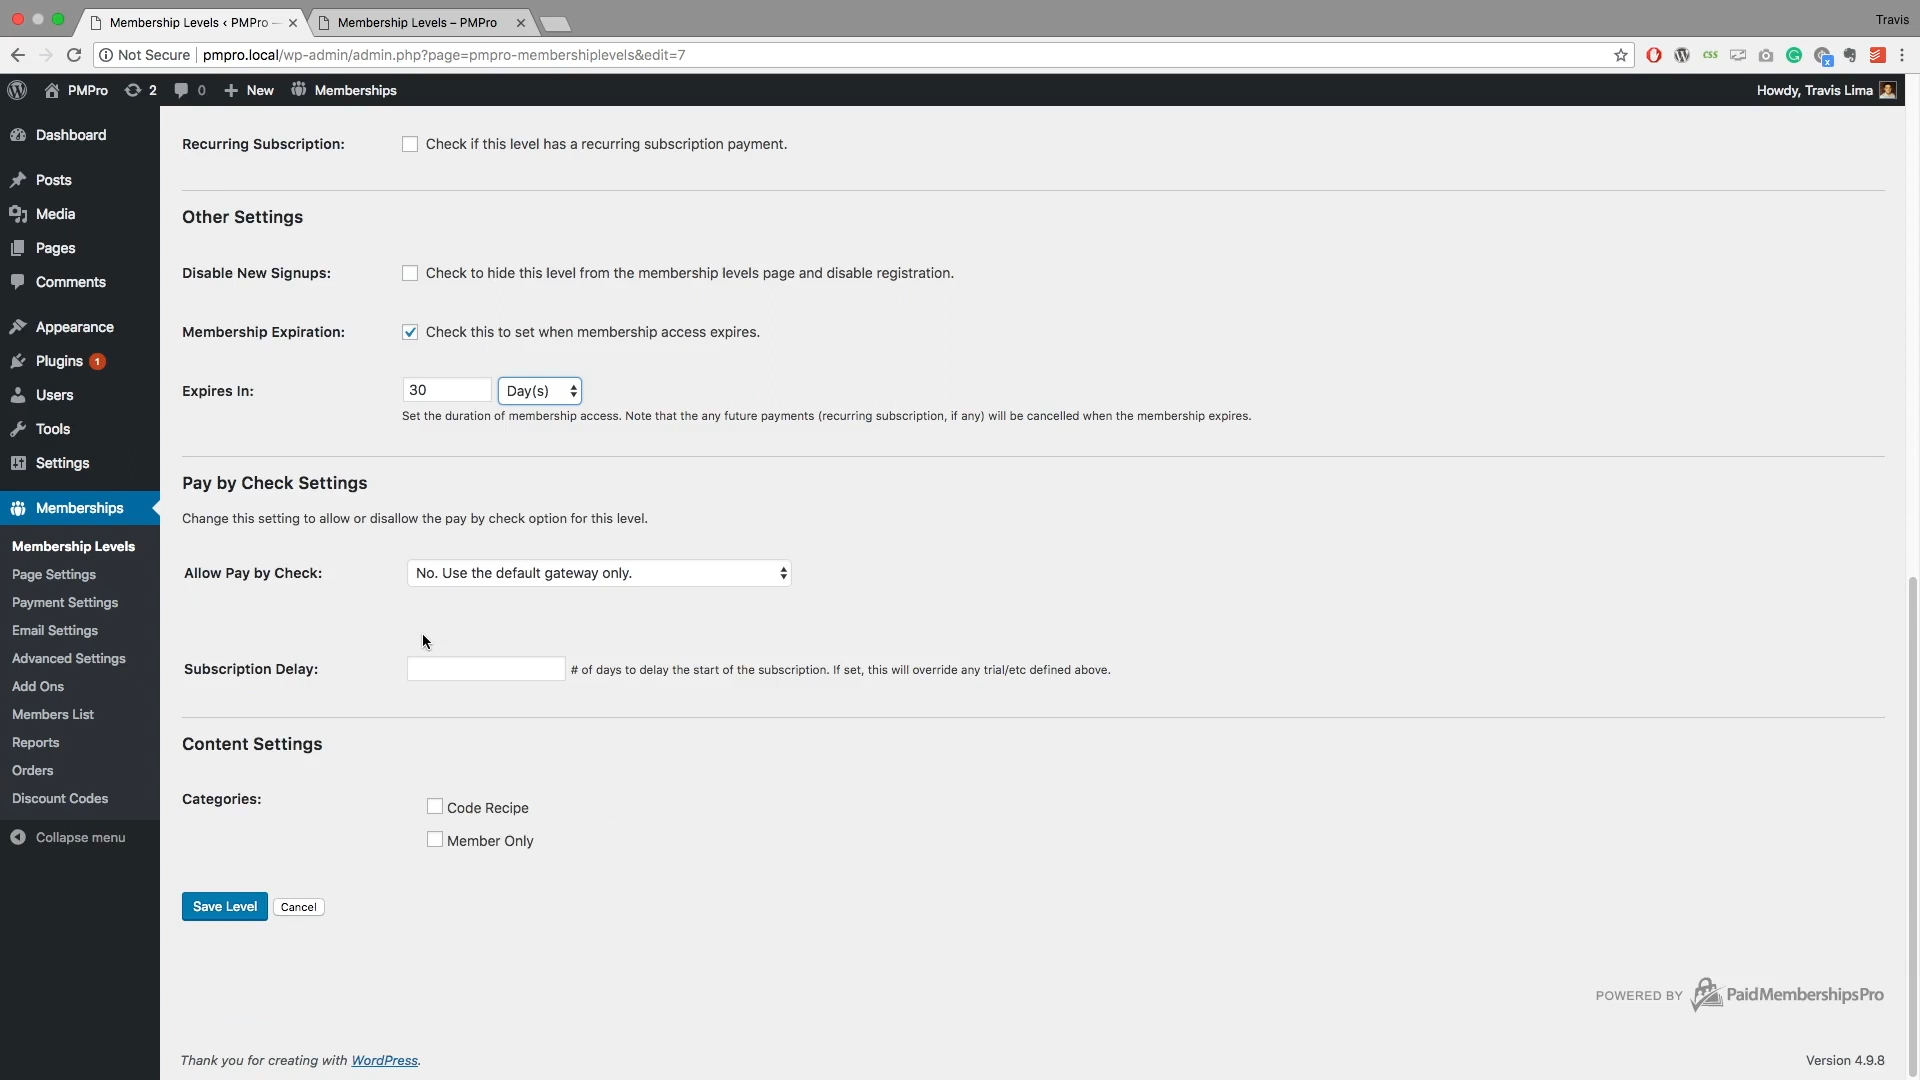 Membership Levels ‹ PMPro —
Membership Levels – PMPro
Travis
Not Secure
pmpro.local/wp-admin/admin.php?page=pmpro-membershiplevels&edit=7
css
PMPro
2
0
New
Memberships
Howdy, Travis Lima
Dashboard
Posts
Media
Pages
Comments
Appearance
Plugins 1
Users
Tools
Settings
Memberships
Membership Levels
Page Settings
Payment Settings
Email Settings
Advanced Settings
Add Ons
Members List
Reports
Orders
Discount Codes
Collapse menu
Recurring Subscription:
Check if this level has a recurring subscription payment.
Other Settings
Disable New Signups:
Check to hide this level from the membership levels page and disable registration.
Membership Expiration:
Check this to set when membership access expires.
Expires In:
30
Day(s)
Set the duration of membership access. Note that the any future payments (recurring subscription, if any) will be cancelled when the membership expires.
Pay by Check Settings
Change this setting to allow or disallow the pay by check option for this level.
Allow Pay by Check:
No. Use the default gateway only.
Subscription Delay:
# of days to delay the start of the subscription. If set, this will override any trial/etc defined above.
Content Settings
Categories:
Code Recipe
Member Only
Save Level
Cancel
POWERED BY PaidMembershipsPro
Thank you for creating with WordPress.
Version 4.9.8